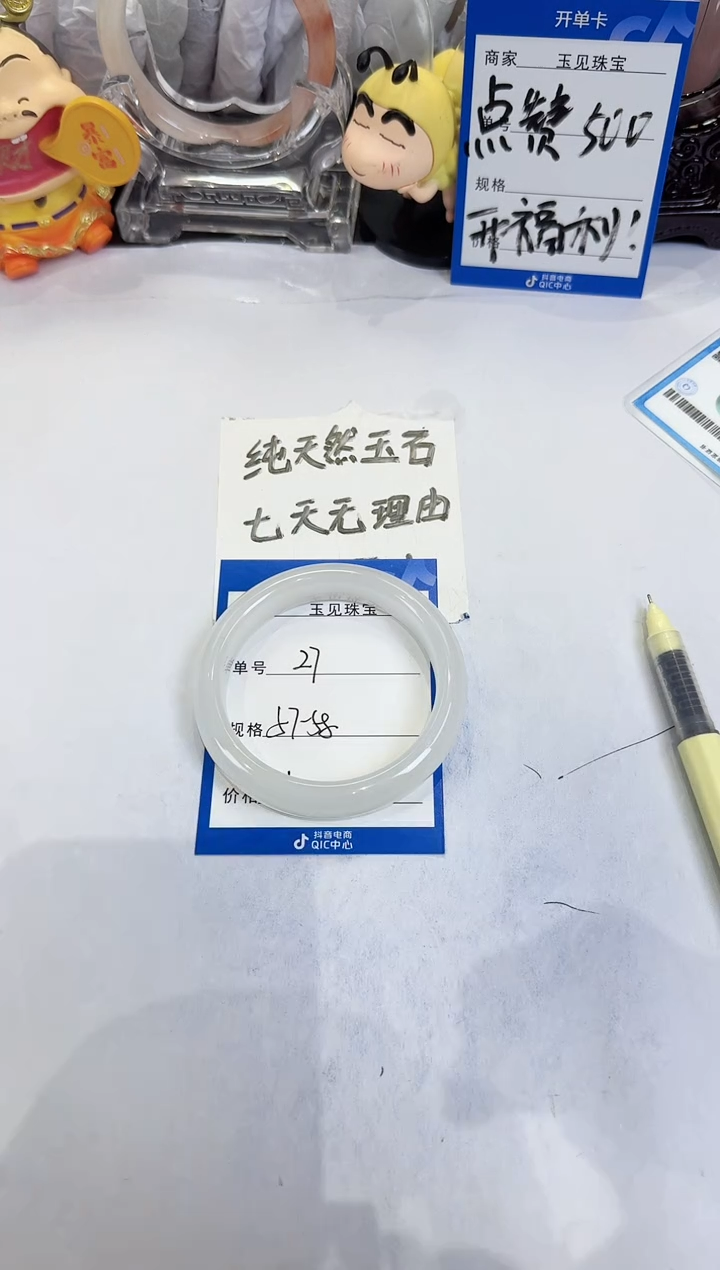 开单卡
商家 玉见珠宝
点赞 500
规格
开福利!
抖音电商
QIC中心
暴富
纯天然玉石
七天无理由
玉见珠宝
单号 27
规格 57-58
价格
抖音电商
QIC中心